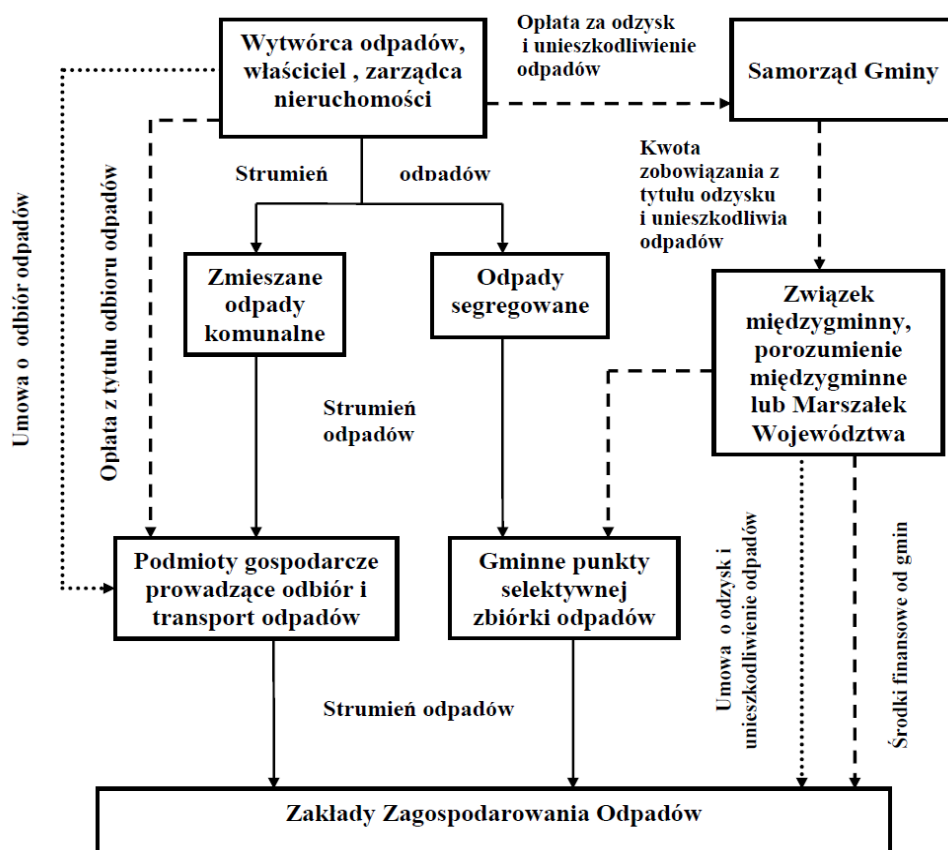 Wytwórca odpadów,
właściciel , zarządca
nieruchomości
Opłata za odzysk
i unieszkodliwienie
odpadów
Samorząd Gminy
Umowa o odbiór odpadów
Opłata z tytułu odbioru odpadów
Strumień odpadów
Kwota
zobowiązania z
tytułu odzysku
i unieszkodliwia
odpadów
Zmieszane
odpady
komunalne
Odpady
segregowane
Związek
międzygminny,
porozumienie
międzygminne
lub Marszałek
Województwa
Strumień
odpadów
Podmioty gospodarcze
prowadzące odbiór i
transport odpadów
Gminne punkty
selektywnej
zbiórki odpadów
Umowa o odzysk i
unieszkodliwienie odpadów
Środki finansowe od gmin
Strumień odpadów
Zakłady Zagospodarowania Odpadów